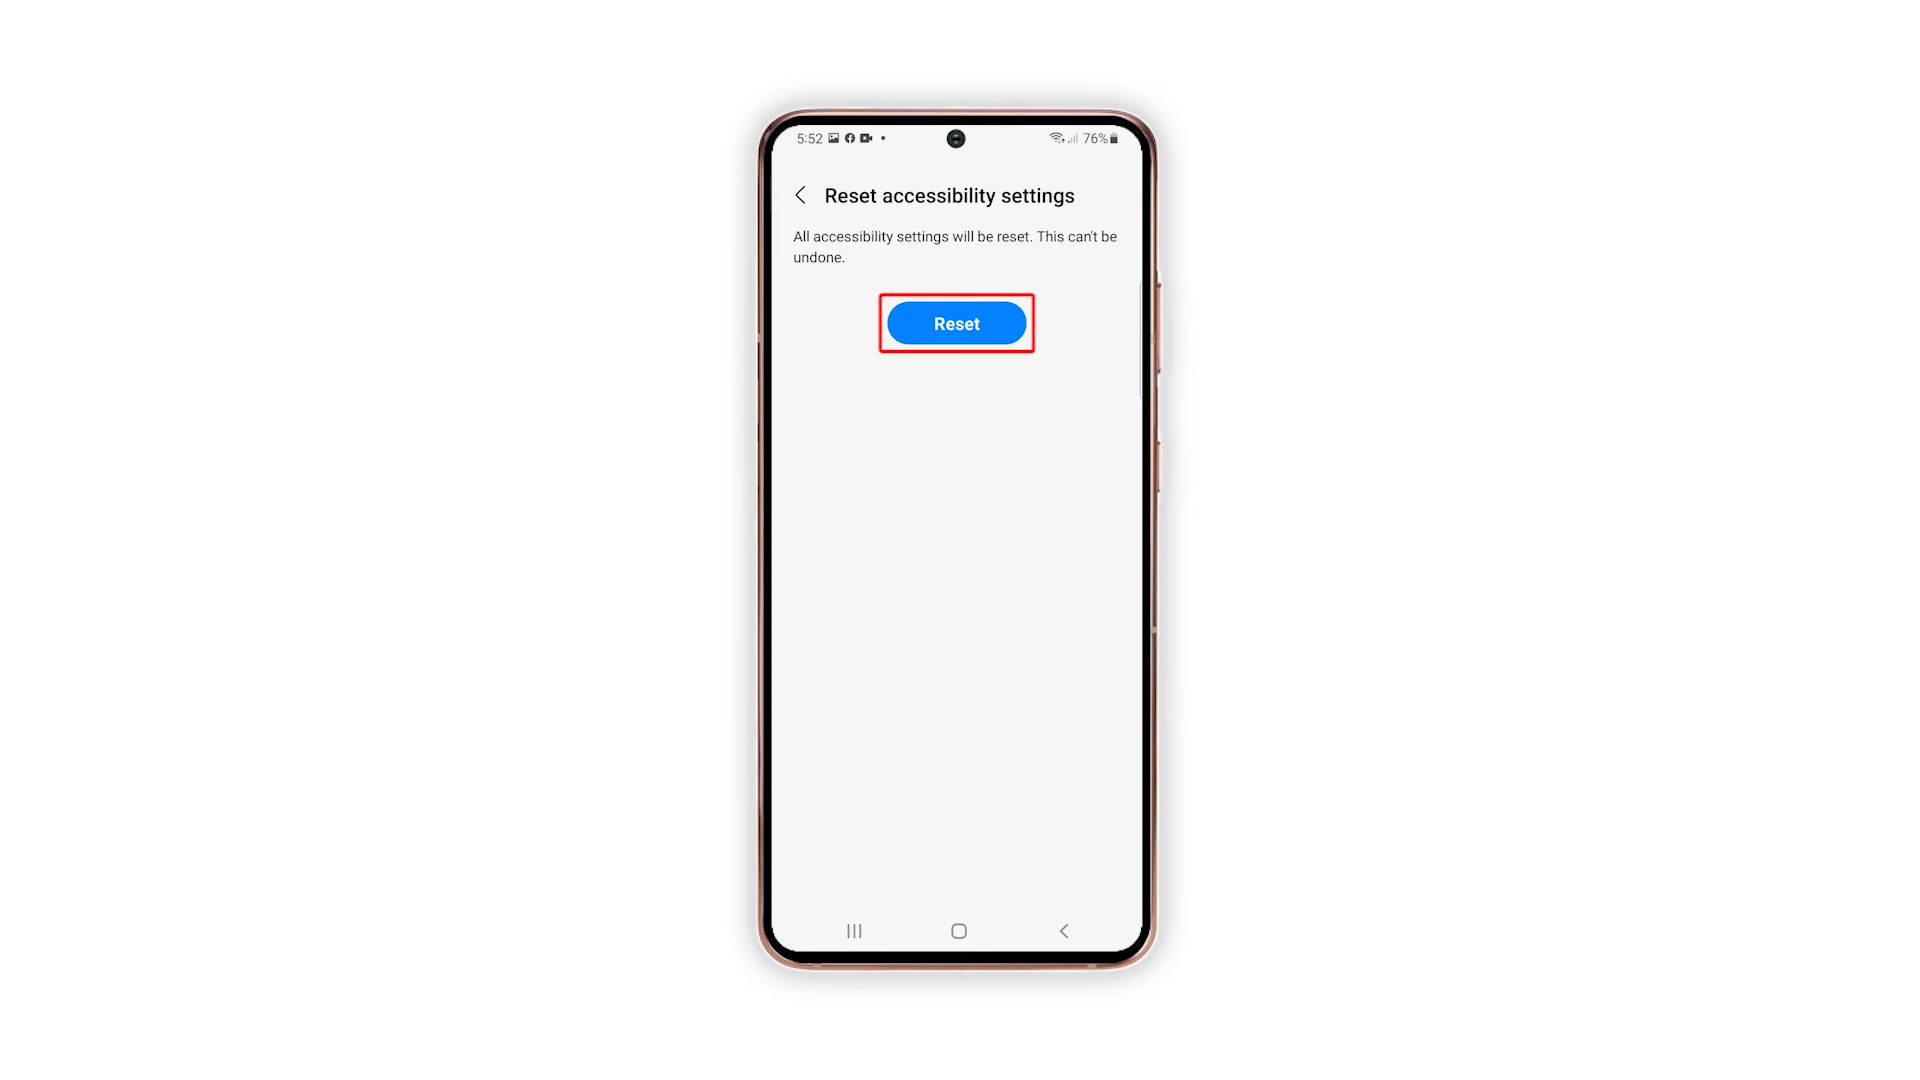 5:52
76%
Reset accessibility settings
All accessibility settings will be reset. This can't be
undone.
Reset